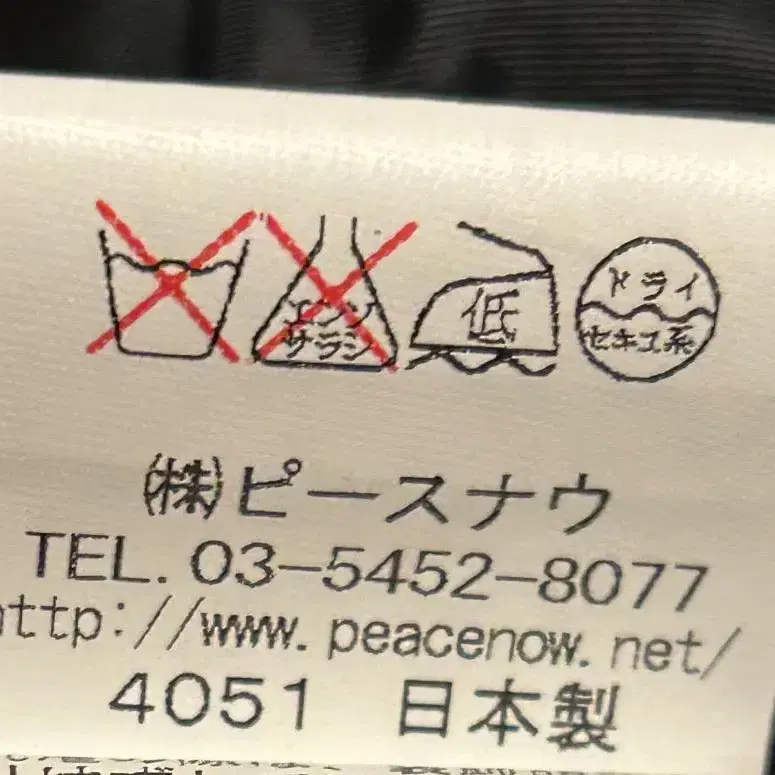 エンソ
サラシ
低
ドライ
セキユ系
㈱ピースナウ
TEL. 03-5452-8077
http://www.peacenow.net/
4051 日本製